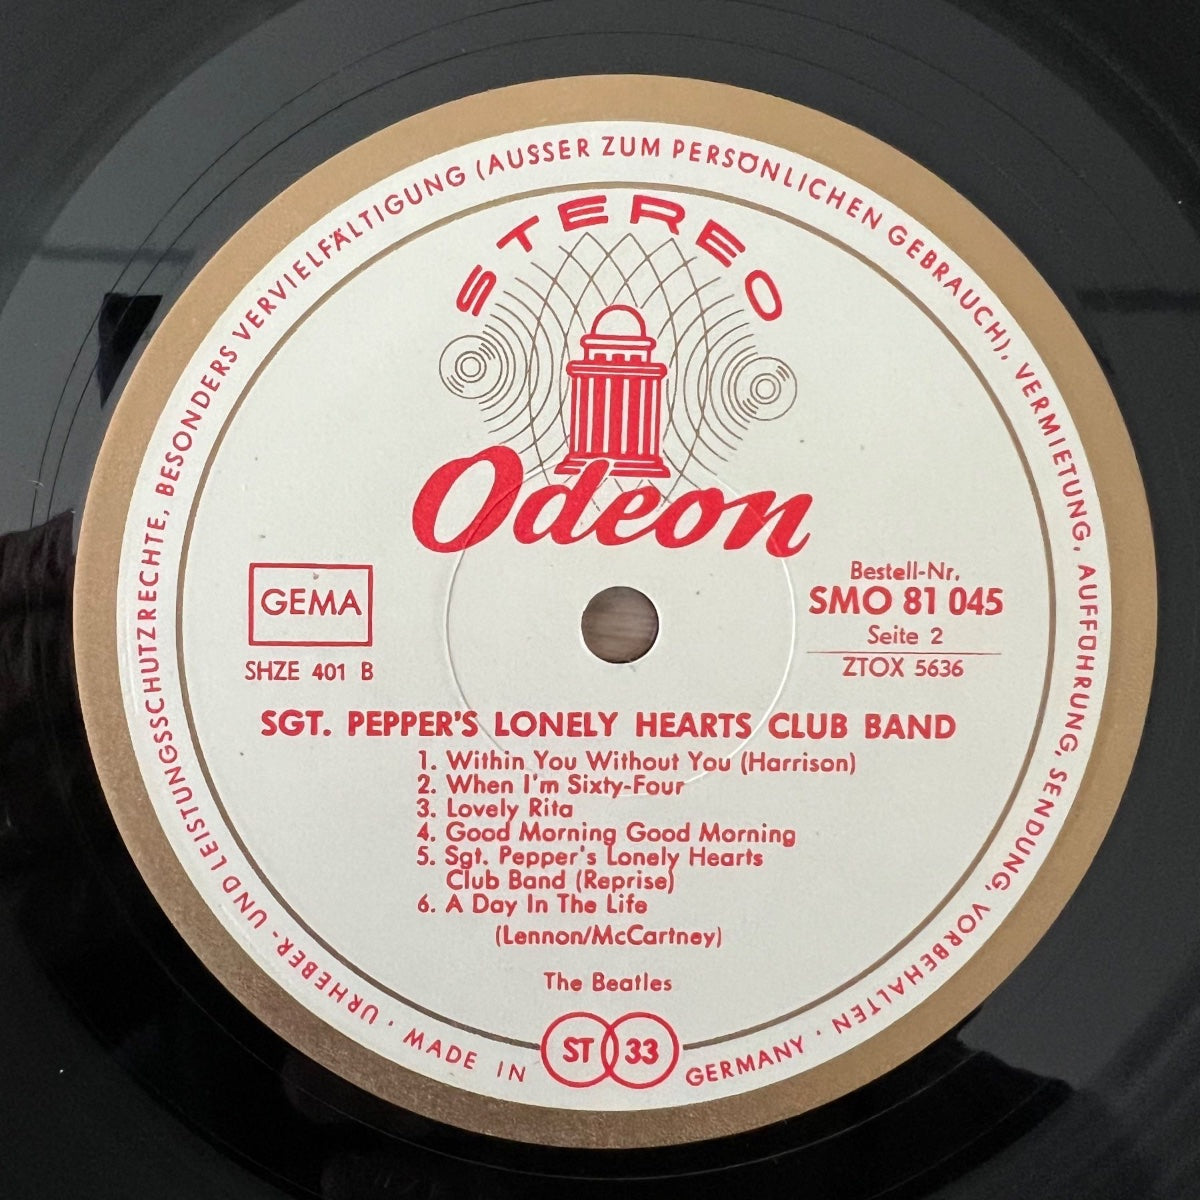 URHEBER- UND LEISTUNGSSCHUTZRECHTE, BESONDERS VERVIELFÄLTIGUNG (AUSSER ZUM PERSÖNLICHEN GEBRAUCH), VERMIETUNG, AUFFÜHRUNG, SENDUNG, VORBEHALTEN ·
STEREO
Odeon
GEMA
SHZE 401 B
Bestell-Nr.
SMO 81 045
Seite 2
ZTOX 5636
SGT. PEPPER'S LONELY HEARTS CLUB BAND
1. Within You Without You (Harrison)
2. When I'm Sixty-Four
3. Lovely Rita
4. Good Morning Good Morning
5. Sgt. Pepper's Lonely Hearts
Club Band (Reprise)
6. A Day In The Life
(Lennon/McCartney)
The Beatles
ST 33
· MADE IN GERMANY